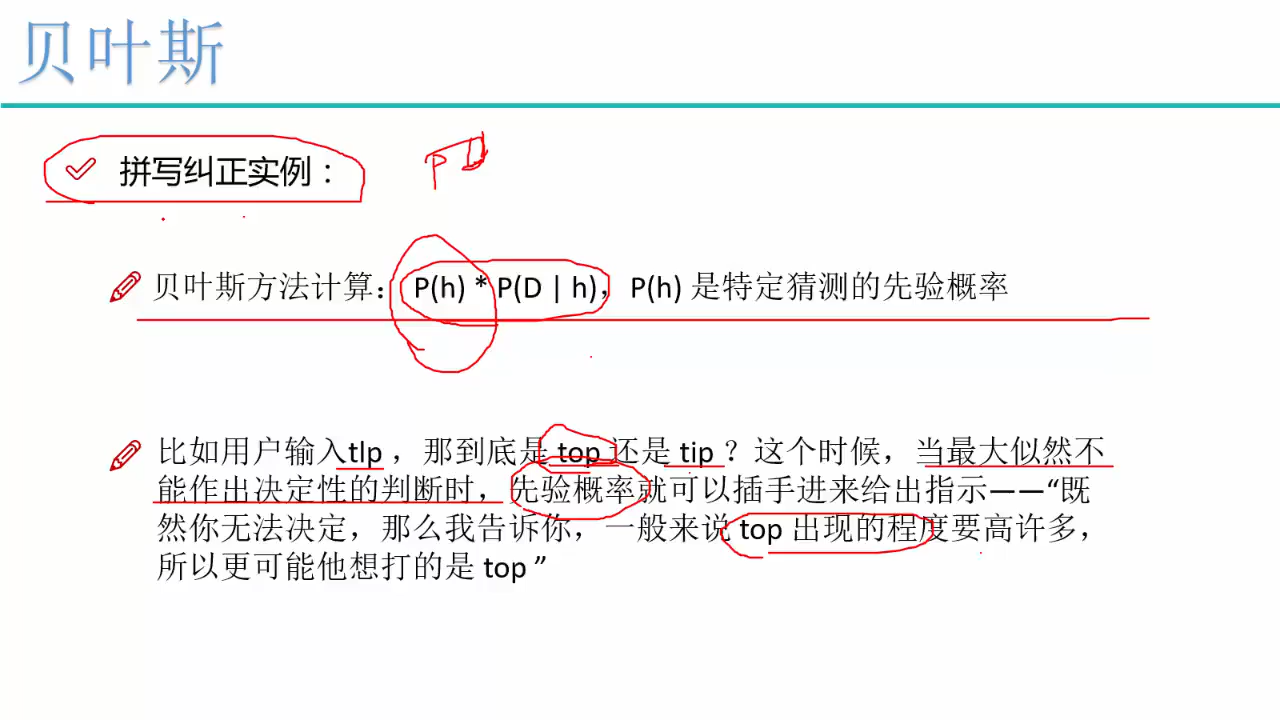 贝叶斯
拼写纠正实例：
P D
贝叶斯方法计算： P(h) * P(D | h)， P(h) 是特定猜测的先验概率
比如用户输入tlp ，那到底是 top 还是 tip ？这个时候，当最大似然不
能作出决定性的判断时，先验概率就可以插手进来给出指示——“既
然你无法决定，那么我告诉你，一般来说 top 出现的程度要高许多，
所以更可能他想打的是 top ”